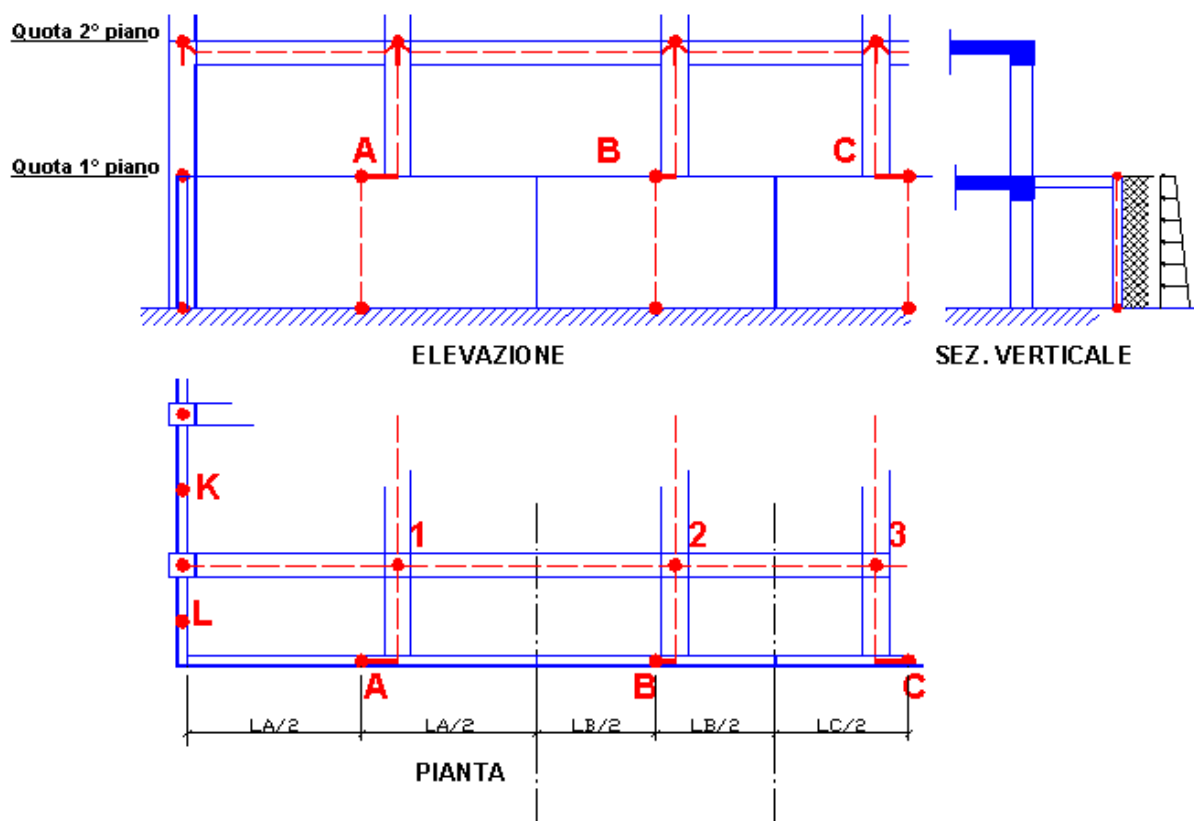 Quota 2° piano
A
B
C
Quota 1° piano
ELEVAZIONE
SEZ. VERTICALE
K
1
2
3
L
A
B
C
LA/2
LA/2
LB/2
LB/2
LC/2
PIANTA